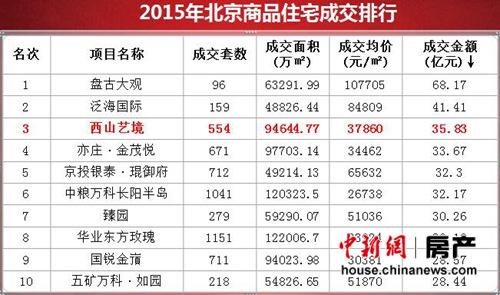 2015年北京商品住宅成交排行
名次 项目名称 成交套数 成交面积(万㎡) 成交均价(元/㎡) 成交金额(亿元)↓
1 盘古大观 96 63291.99 107705 68.17
2 泛海国际 159 48826.44 84809 41.41
3 西山艺境 554 94644.77 37860 35.83
4 亦庄·金茂悦 671 97703.14 34462 33.67
5 京投银泰·琨御府 712 49214.13 65632 32.3
6 中粮万科长阳半岛 1041 120323.5 26738 32.17
7 臻园 279 59290.07 51036 30.26
8 华业东方玫瑰 1151 122006.7
9 国锐金嵿 711 94023.98 30381 28.57
10 五矿万科·如园 218 54826.65 51870 28.44
中新網 房产
house.chinanews.com